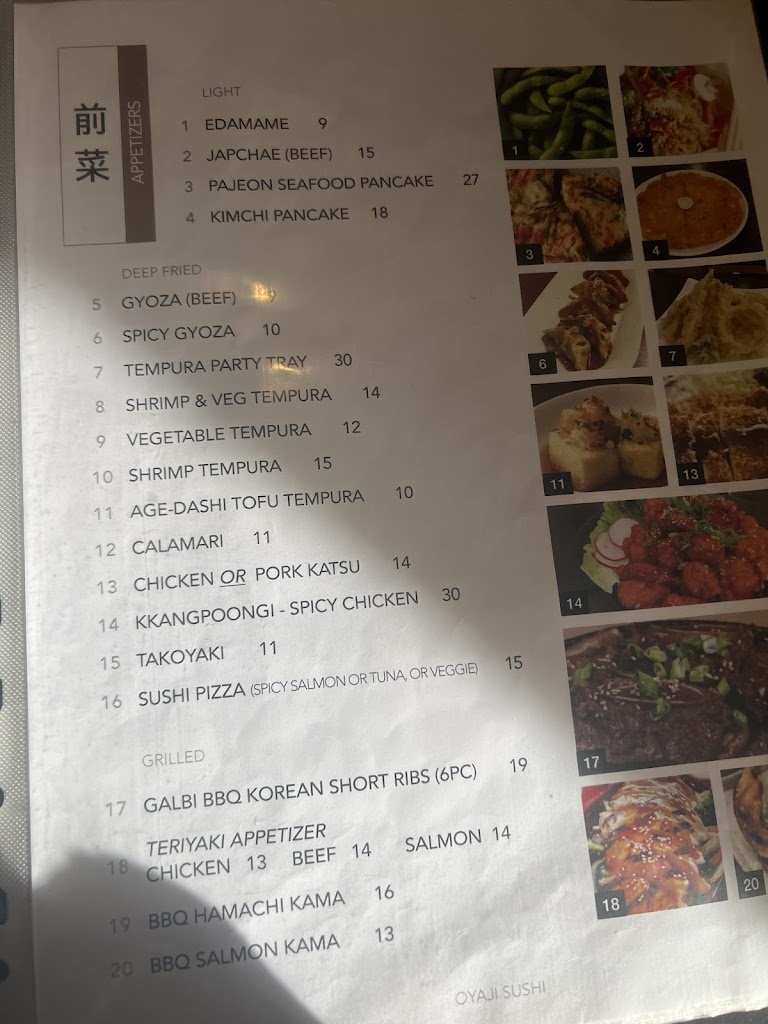 前菜
APPETIZERS
LIGHT
1 EDAMAME 9
2 JAPCHAE (BEEF) 15
3 PAJEON SEAFOOD PANCAKE 27
4 KIMCHI PANCAKE 18
DEEP FRIED
5 GYOZA (BEEF) 9
6 SPICY GYOZA 10
7 TEMPURA PARTY TRAY 30
8 SHRIMP & VEG TEMPURA 14
9 VEGETABLE TEMPURA 12
10 SHRIMP TEMPURA 15
11 AGE-DASHI TOFU TEMPURA 10
12 CALAMARI 11
13 CHICKEN OR PORK KATSU 14
14 KKANGPOONGI - SPICY CHICKEN 30
15 TAKOYAKI 11
16 SUSHI PIZZA (SPICY SALMON OR TUNA, OR VEGGIE) 15
GRILLED
17 GALBI BBQ KOREAN SHORT RIBS (6PC) 19
18 TERIYAKI APPETIZER
CHICKEN 13 BEEF 14 SALMON 14
19 BBQ HAMACHI KAMA 16
20 BBQ SALMON KAMA 13
OYAJI SUSHI
1
2
3
4
6
7
11
13
14
17
18
20